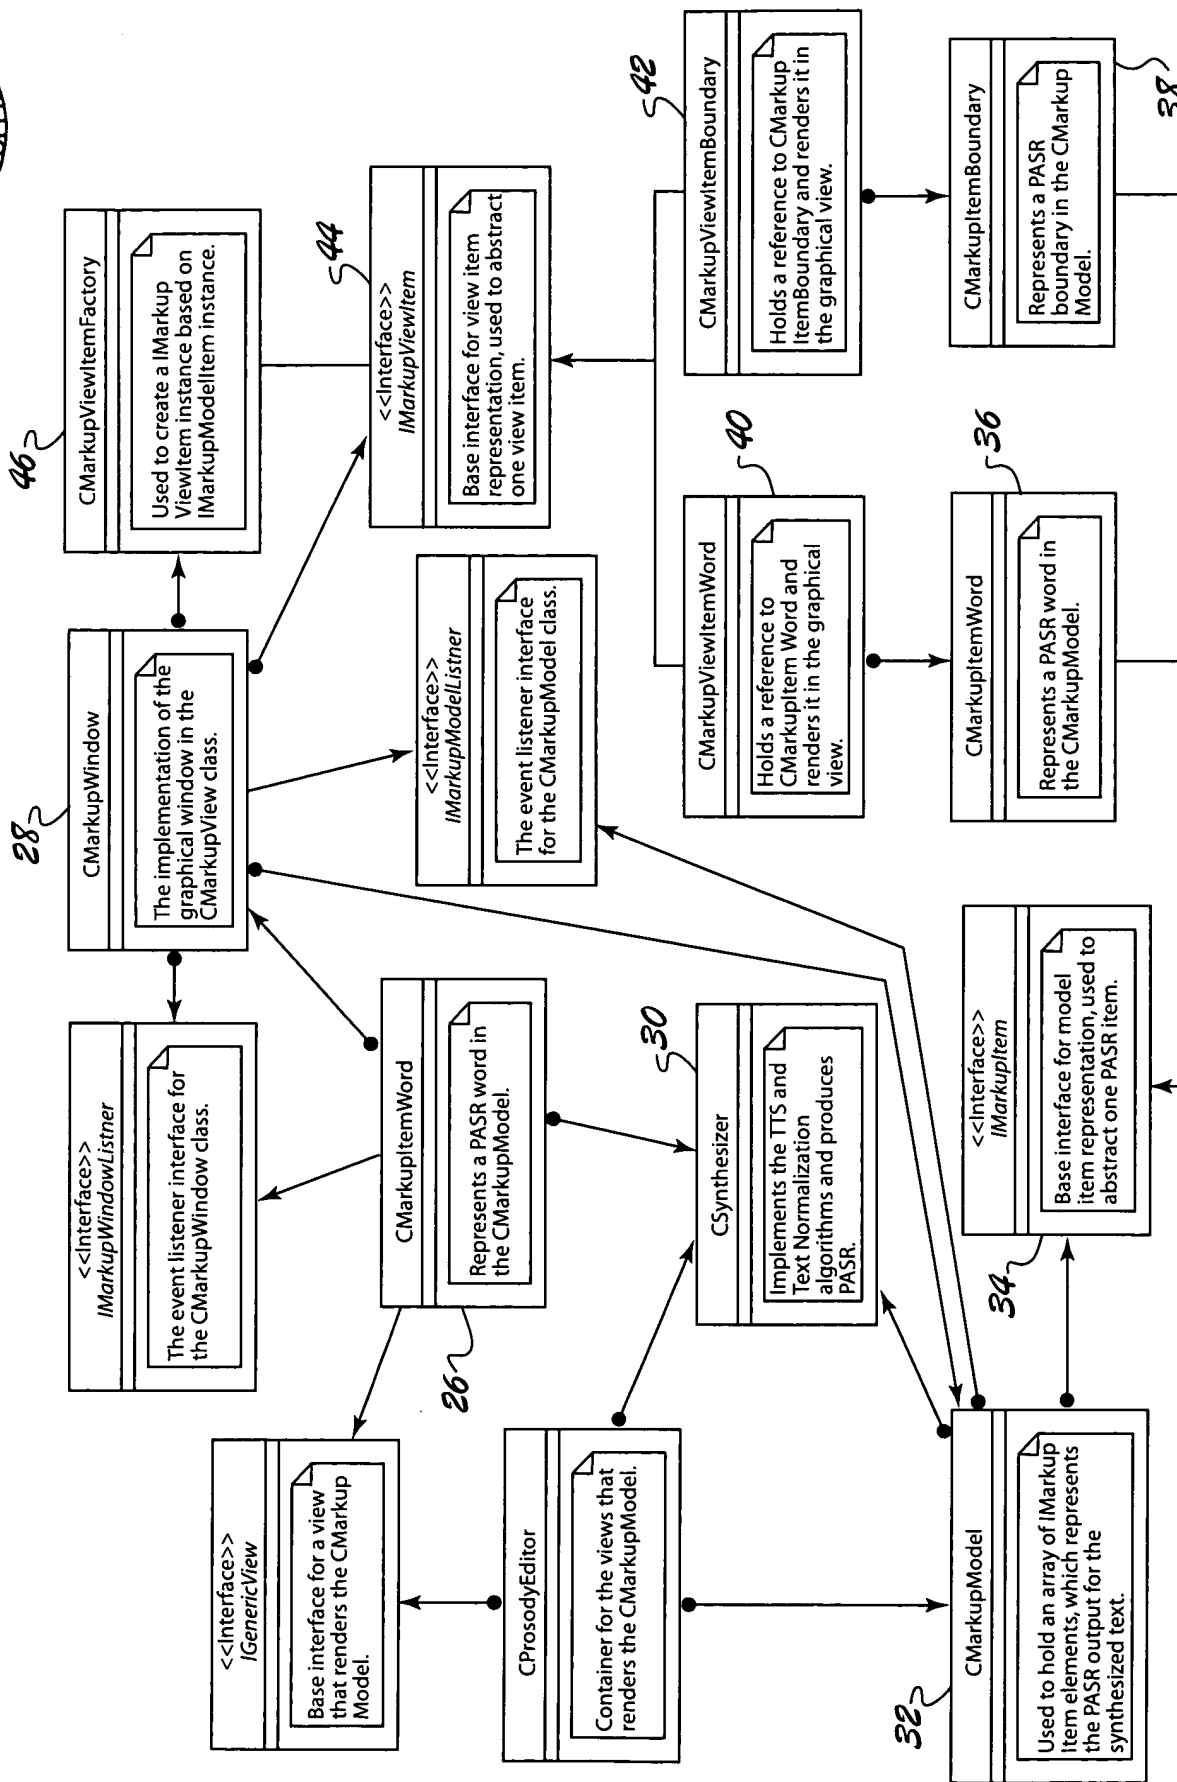 <<Interface>>
IGenericView
Base interface for a view
that renders the CMarkup
Model.
<<Interface>>
IMarkupWindowListner
The event listener interface for
the CMarkupWindow class.
28
CMarkupWindow
The implementation of the
graphical window in the
CMarkupView class.
46
CMarkupViewItemFactory
Used to create a IMarkup
ViewItem instance based on
IMarkupModelItem instance.
CProsodyEditor
Container for the views that
renders the CMarkupModel.
26
CMarkupItemWord
Represents a PASR word in
the CMarkupModel.
<<Interface>>
IMarkupModelListner
The event listener interface
for the CMarkupModel class.
44
<<Interface>>
IMarkupViewItem
Base interface for view item
representation, used to abstract
one view item.
30
CSynthesizer
Implements the TTS and
Text Normalization
algorithms and produces
PASR.
40
CMarkupViewItemWord
Holds a reference to
CMarkupItem Word and
renders it in the graphical
view.
42
CMarkupViewItemBoundary
Holds a reference to CMarkup
ItemBoundary and renders it in
the graphical view.
32
CMarkupModel
Used to hold an array of IMarkup
Item elements, which represents
the PASR output for the
synthesized text.
34
<<Interface>>
IMarkupItem
Base interface for model
item representation, used to
abstract one PASR item.
36
CMarkupItemWord
Represents a PASR word in
the CMarkupModel.
38
CMarkupItemBoundary
Represents a PASR
boundary in the CMarkup
Model.